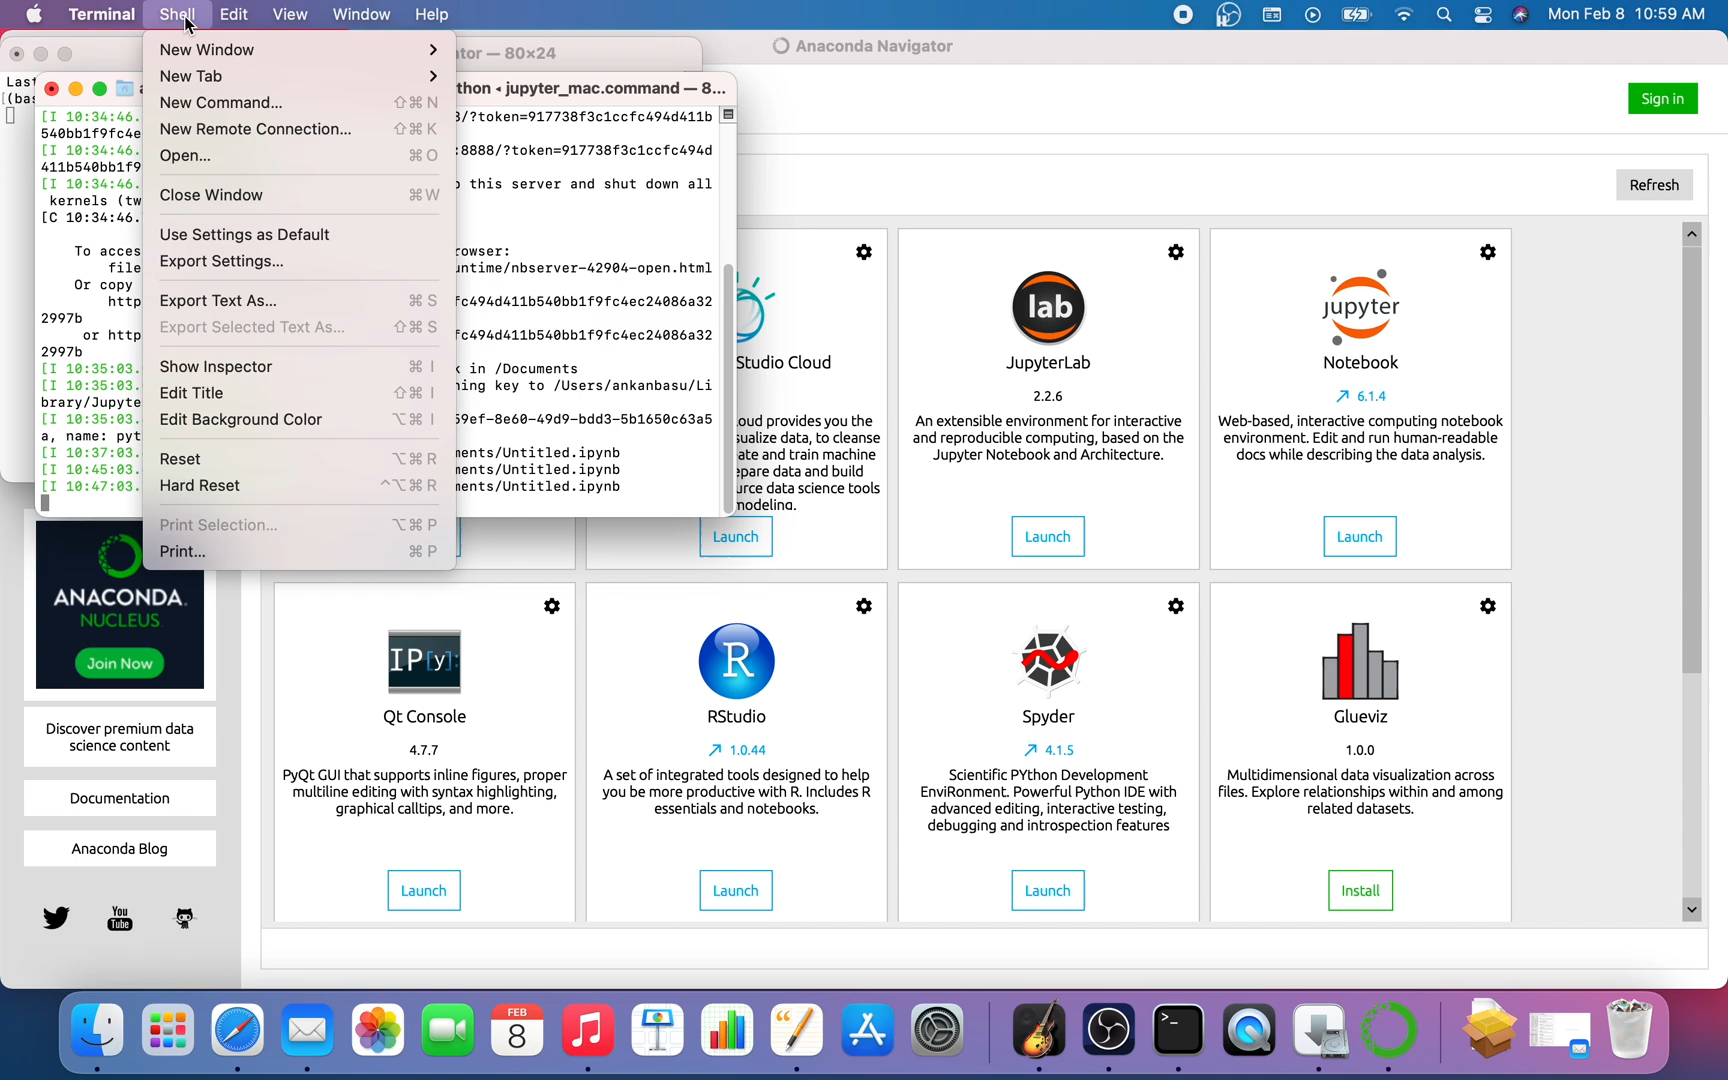 Terminal Shell Edit View Window Help
Mon Feb 8 10:59 AM
New Window
New Tab
New Command... ⇧⌘N
New Remote Connection... ⇧⌘K
Open... ⌘O
Close Window ⌘W
Use Settings as Default
Export Settings...
Export Text As... ⌘S
Export Selected Text As... ⇧⌘S
Show Inspector ⌘I
Edit Title ⇧⌘I
Edit Background Color ⌥⌘I
Reset ⌥⌘R
Hard Reset ^⌥⌘R
Print Selection... ⌥⌘P
Print... ⌘P
tor — 80×24
Last
(bas
thon ◂ jupyter_mac.command — 8...
[I 10:34:46. 8/?token=917738f3c1ccfc494d411b
540bb1f9fc4e
[I 10:34:46. :8888/?token=917738f3c1ccfc494d
411b540bb1f9
[I 10:34:46. this server and shut down all
kernels (tw
[C 10:34:46.
To acces rowser:
file untime/nbserver-42904-open.html
Or copy
http fc494d411b540bb1f9fc4ec24086a32
2997b
or http fc494d411b540bb1f9fc4ec24086a32
2997b
[I 10:35:03. k in /Documents
[I 10:35:03. ning key to /Users/ankanbasu/Li
brary/Jupyte
[I 10:35:03. 59ef-8e60-49d9-bdd3-5b1650c63a5
a, name: pyt
[I 10:37:03. ments/Untitled.ipynb
[I 10:45:03. ments/Untitled.ipynb
[I 10:47:03. ments/Untitled.ipynb
Anaconda Navigator
Sign in
Refresh
Studio Cloud
oud provides you the
sualize data, to cleanse
ate and train machine
epare data and build
urce data science tools
modeling.
Launch
lab
JupyterLab
2.2.6
An extensible environment for interactive
and reproducible computing, based on the
Jupyter Notebook and Architecture.
Launch
jupyter
Notebook
6.1.4
Web-based, interactive computing notebook
environment. Edit and run human-readable
docs while describing the data analysis.
Launch
ANACONDA.
NUCLEUS
Join Now
Discover premium data
science content
Documentation
Anaconda Blog
You
Tube
IP[y]:
Qt Console
4.7.7
PyQt GUI that supports inline figures, proper
multiline editing with syntax highlighting,
graphical calltips, and more.
Launch
R
RStudio
1.0.44
A set of integrated tools designed to help
you be more productive with R. Includes R
essentials and notebooks.
Launch
Spyder
4.1.5
Scientific PYthon Development
EnviRonment. Powerful Python IDE with
advanced editing, interactive testing,
debugging and introspection features
Launch
Glueviz
1.0.0
Multidimensional data visualization across
files. Explore relationships within and among
related datasets.
Install
FEB
8
>_